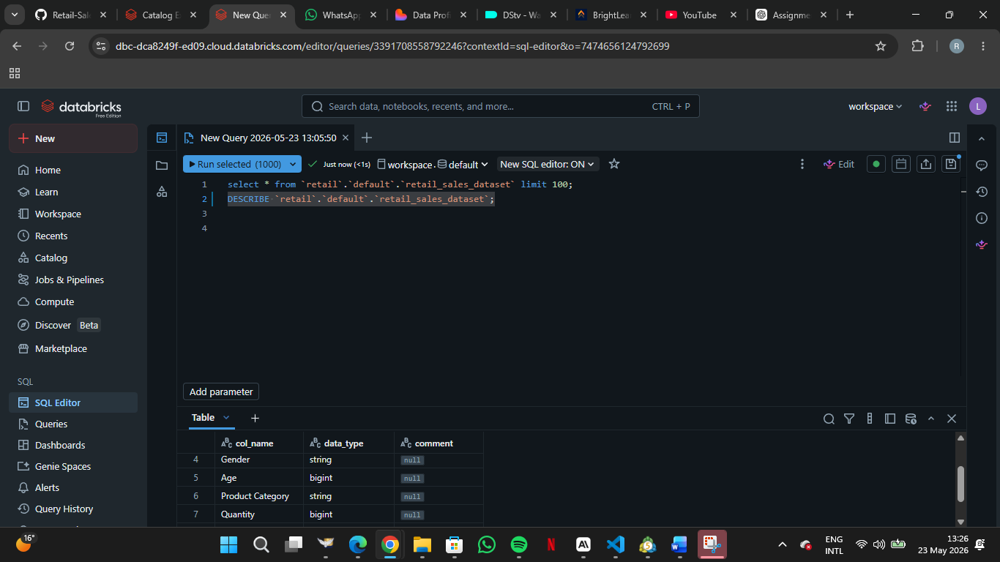 Retail-Sal
Catalog E
New Que
WhatsApp
Data Profi
DStv - Wa
BrightLea
YouTube
Assignme
dbc-dca8249f-ed09.cloud.databricks.com/editor/queries/3391708558792246?contextId=sql-editor&o=7474656124792699
R
databricks
Free Edition
Search data, notebooks, recents, and more...
CTRL + P
workspace
L
New
New Query 2026-05-23 13:05:50
Run selected (1000)
Just now (<1s)
workspace.
default
New SQL editor: ON
Edit
Home
Learn
Workspace
Recents
Catalog
Jobs & Pipelines
Compute
Discover Beta
Marketplace
SQL
SQL Editor
Queries
Dashboards
Genie Spaces
Alerts
Query History
1 select * from `retail`.`default`.`retail_sales_dataset` limit 100;
2 DESCRIBE `retail`.`default`.`retail_sales_dataset`;
3
4
Add parameter
Table
col_name data_type comment
4 Gender string null
5 Age bigint null
6 Product Category string null
7 Quantity bigint null
16°
ENG
INTL
13:26
23 May 2026